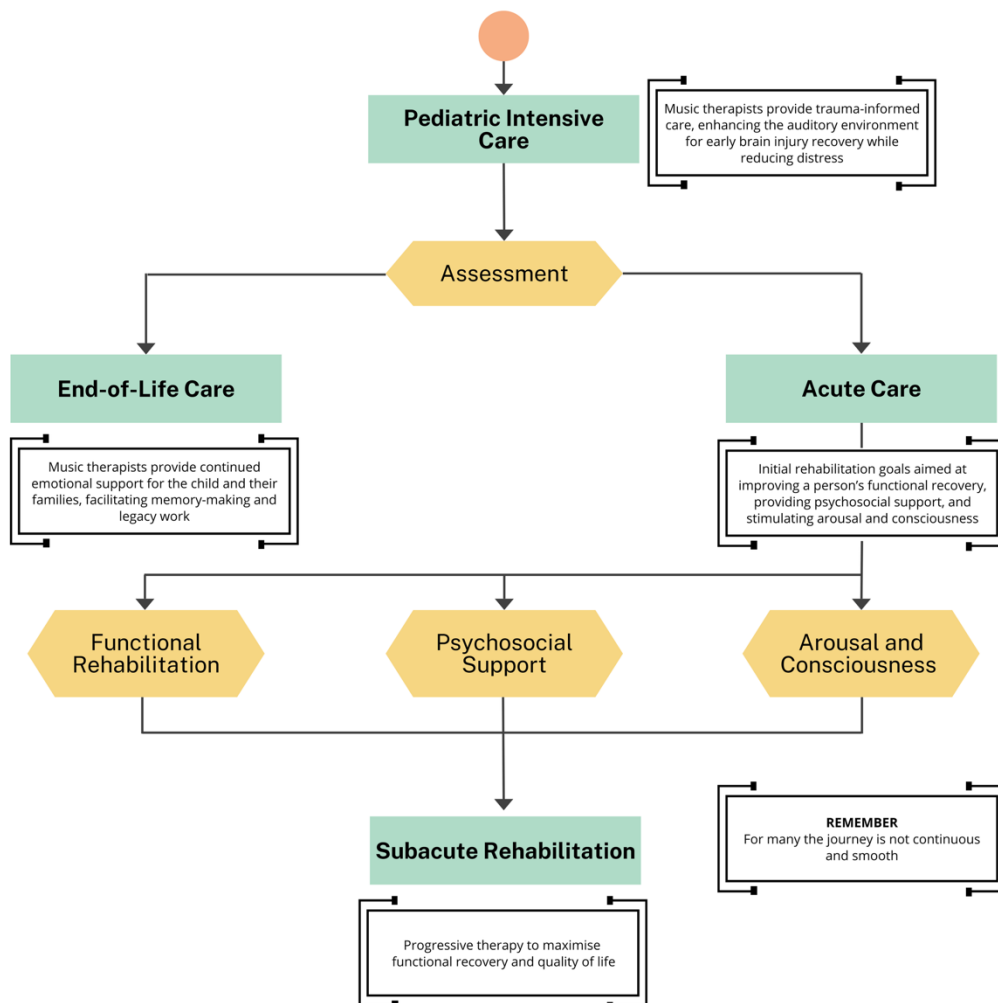 Pediatric Intensive
Care
Music therapists provide trauma-informed
care, enhancing the auditory environment
for early brain injury recovery while
reducing distress
Assessment
End-of-Life Care
Acute Care
Music therapists provide continued
emotional support for the child and their
families, facilitating memory-making and
legacy work
Initial rehabilitation goals aimed at
improving a person’s functional recovery,
providing psychosocial support, and
stimulating arousal and consciousness
Functional
Rehabilitation
Psychosocial
Support
Arousal and
Consciousness
REMEMBER
For many the journey is not continuous
and smooth
Subacute Rehabilitation
Progressive therapy to maximise
functional recovery and quality of life